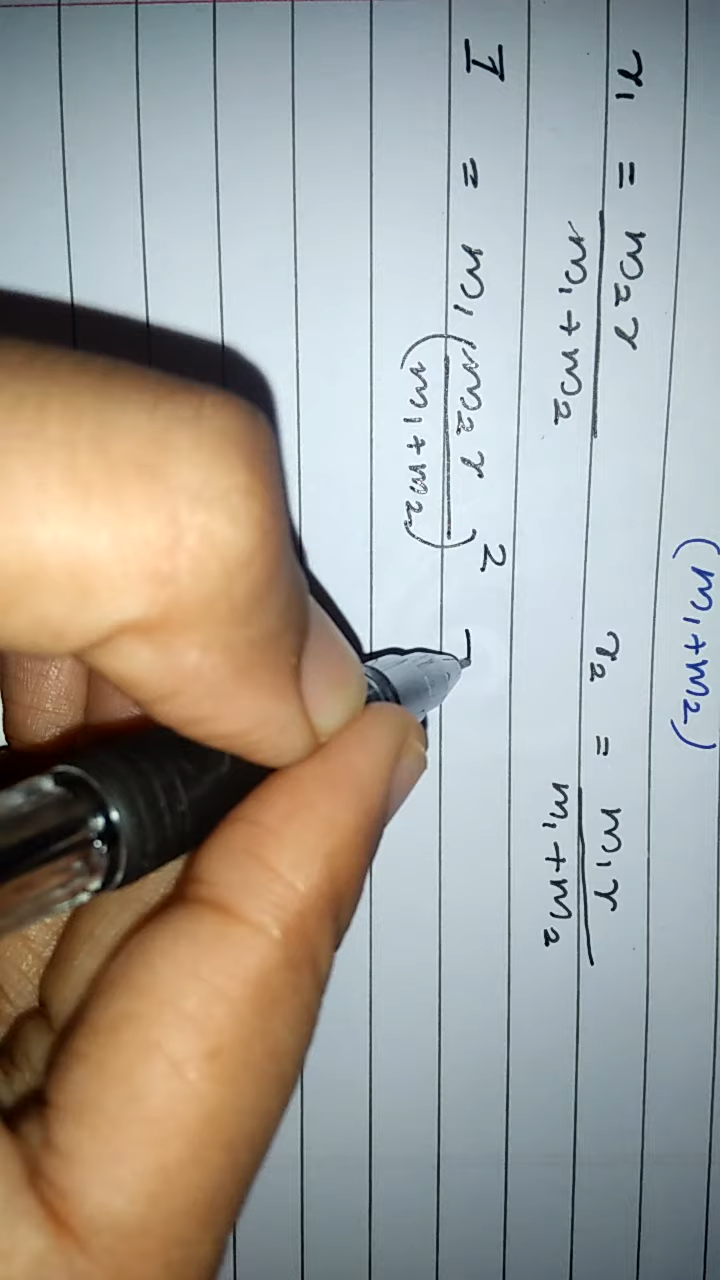 (m₁+m₂)
r₁ = m₂r / m₁+m₂    r₂ = m₁r / m₁+m₂
I = m₁ (m₂r / m₁+m₂)²